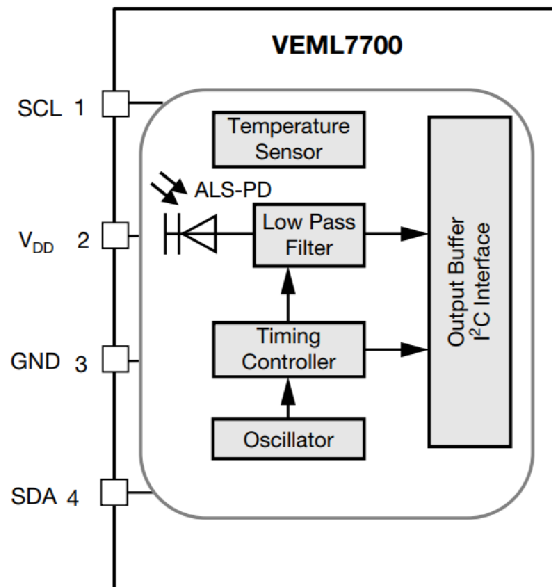 VEML7700
SCL 1
Temperature
Sensor
ALS-PD
V_DD 2
Low Pass
Filter
Output Buffer
I²C Interface
GND 3
Timing
Controller
Oscillator
SDA 4